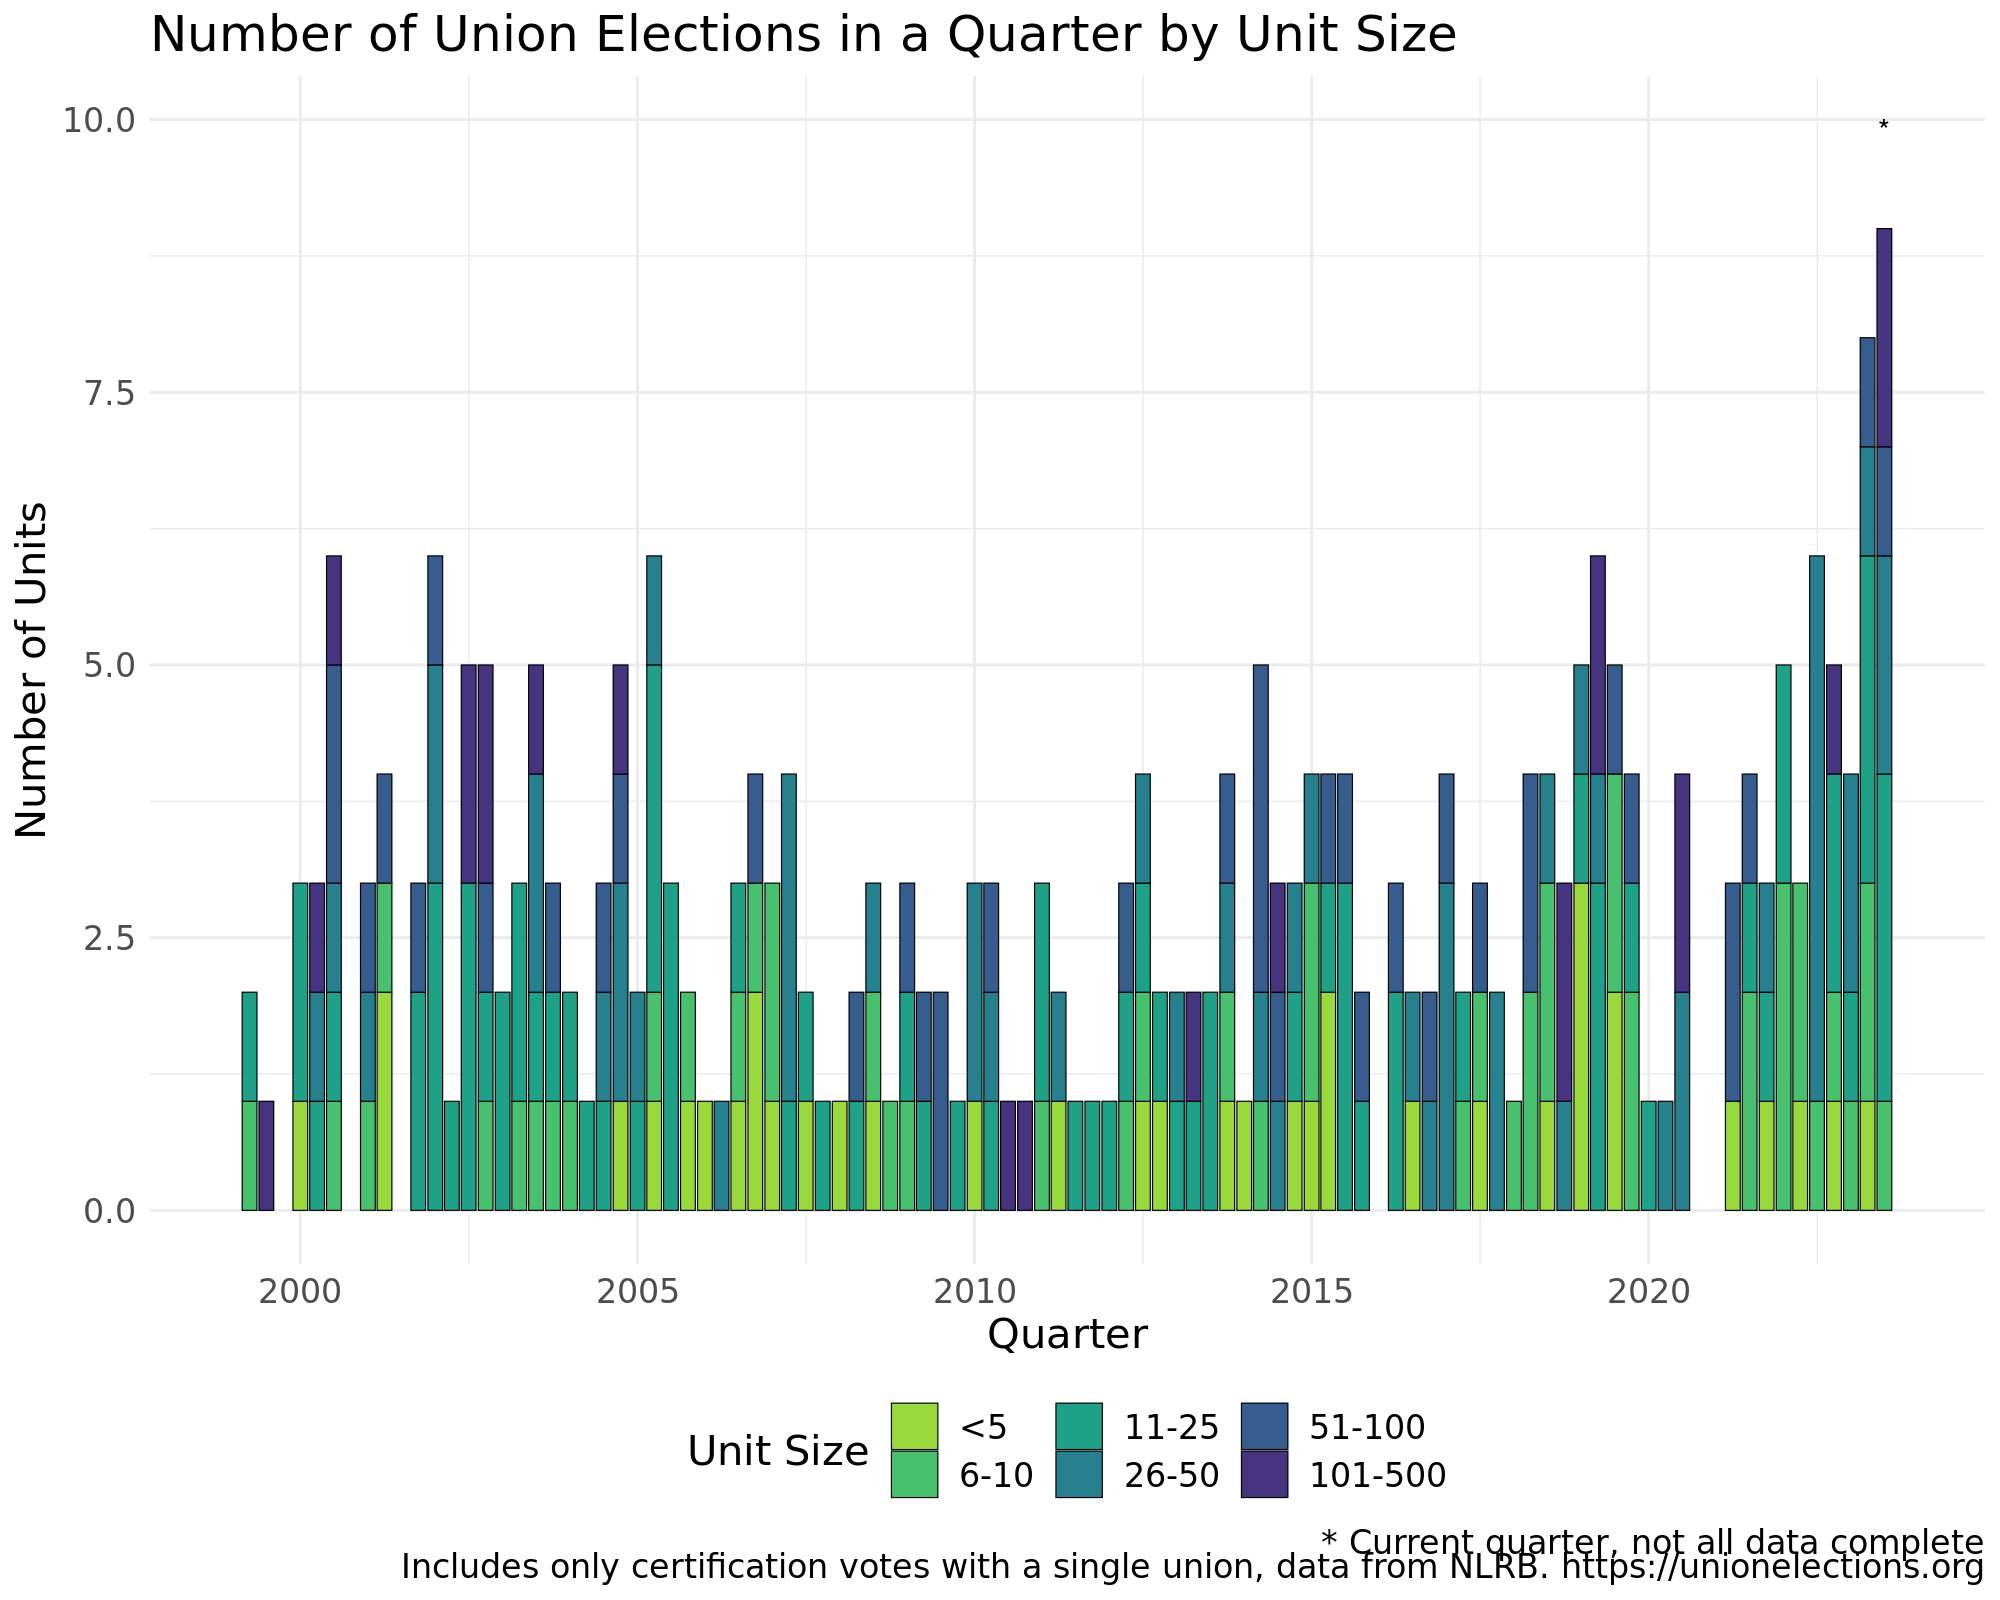 Number of Union Elections in a Quarter by Unit Size
10.0
*
7.5
5.0
2.5
0.0
Number of Units
2000 2005 2010 2015 2020
Quarter
Unit Size
<5 11-25 51-100
6-10 26-50 101-500
* Current quarter, not all data complete
Includes only certification votes with a single union, data from NLRB. https://unionelections.org